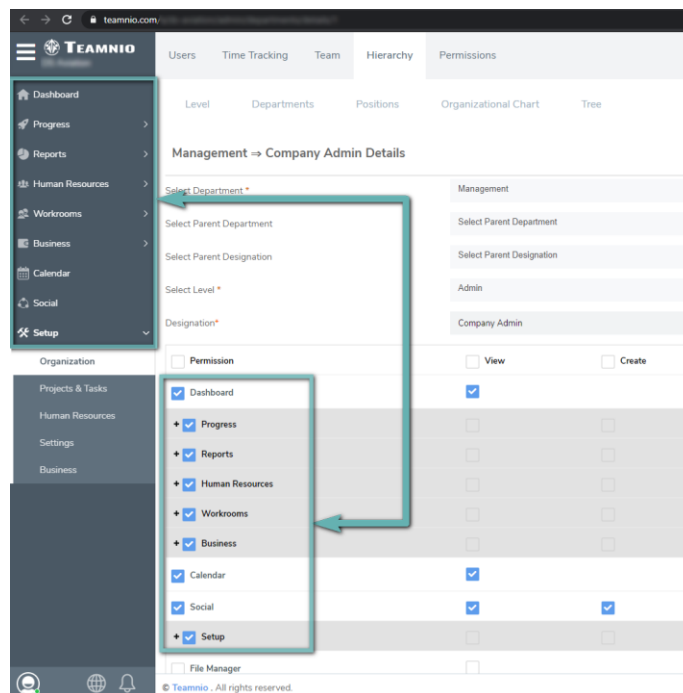 teamnio.com
TEAMNIO
Users Time Tracking Team Hierarchy Permissions
Dashboard
Progress
Reports
Human Resources
Workrooms
Business
Calendar
Social
Setup
Organization
Projects & Tasks
Human Resources
Settings
Business
Level Departments Positions Organizational Chart Tree
Management ⇒ Company Admin Details
Select Department * Management
Select Parent Department Select Parent Department
Select Parent Designation Select Parent Designation
Select Level * Admin
Designation* Company Admin
Permission View Create
Dashboard
+ Progress
+ Reports
+ Human Resources
+ Workrooms
+ Business
Calendar
Social
+ Setup
File Manager
© Teamnio . All rights reserved.